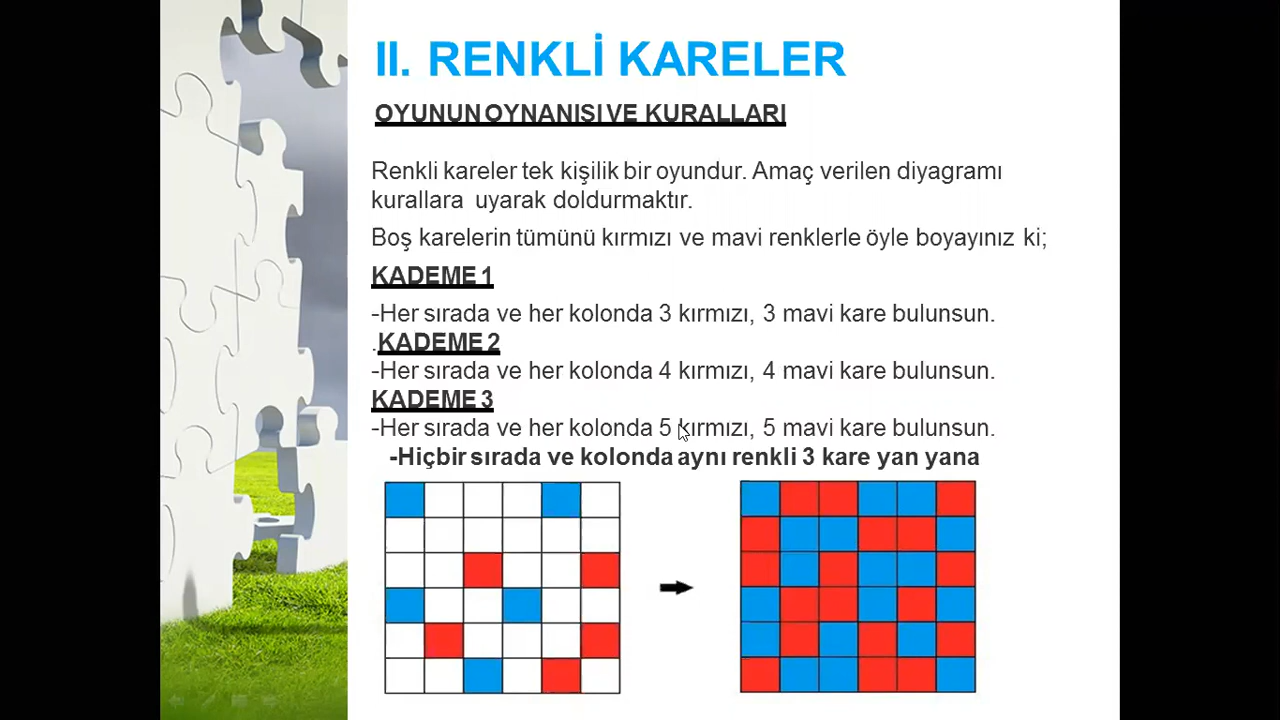 II. RENKLİ KARELER
OYUNUN OYNANISI VE KURALLARI
Renkli kareler tek kişilik bir oyundur. Amaç verilen diyagramı
kurallara uyarak doldurmaktır.
Boş karelerin tümünü kırmızı ve mavi renklerle öyle boyayınız ki;
KADEME 1
-Her sırada ve her kolonda 3 kırmızı, 3 mavi kare bulunsun.
.KADEME 2
-Her sırada ve her kolonda 4 kırmızı, 4 mavi kare bulunsun.
KADEME 3
-Her sırada ve her kolonda 5 kırmızı, 5 mavi kare bulunsun.
-Hiçbir sırada ve kolonda aynı renkli 3 kare yan yana